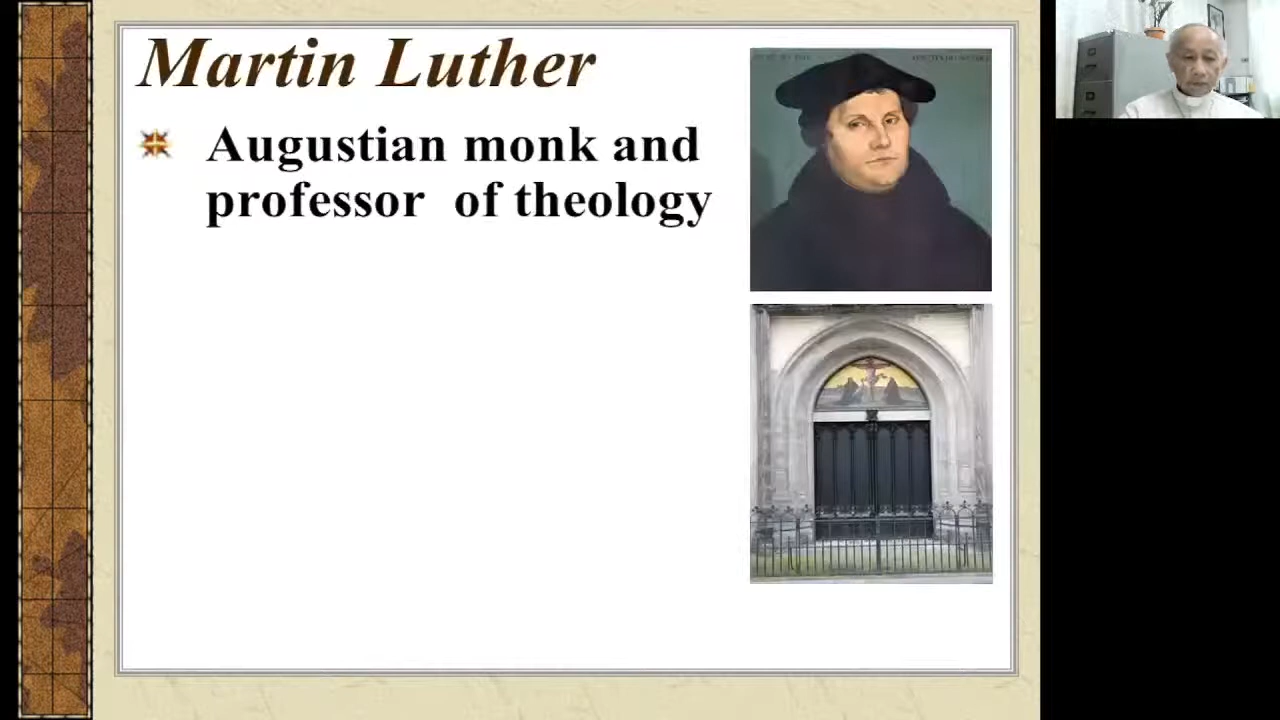 Martin Luther
Augustian monk and
professor of theology